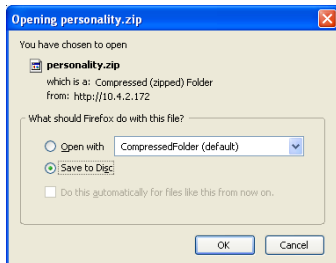 Opening personality.zip
You have chosen to open
personality.zip
which is a: Compressed (zipped) Folder
from: http://10.4.2.172
What should Firefox do with this file?
Open with CompressedFolder (default)
Save to Disc
Do this automatically for files like this from now on.
OK Cancel